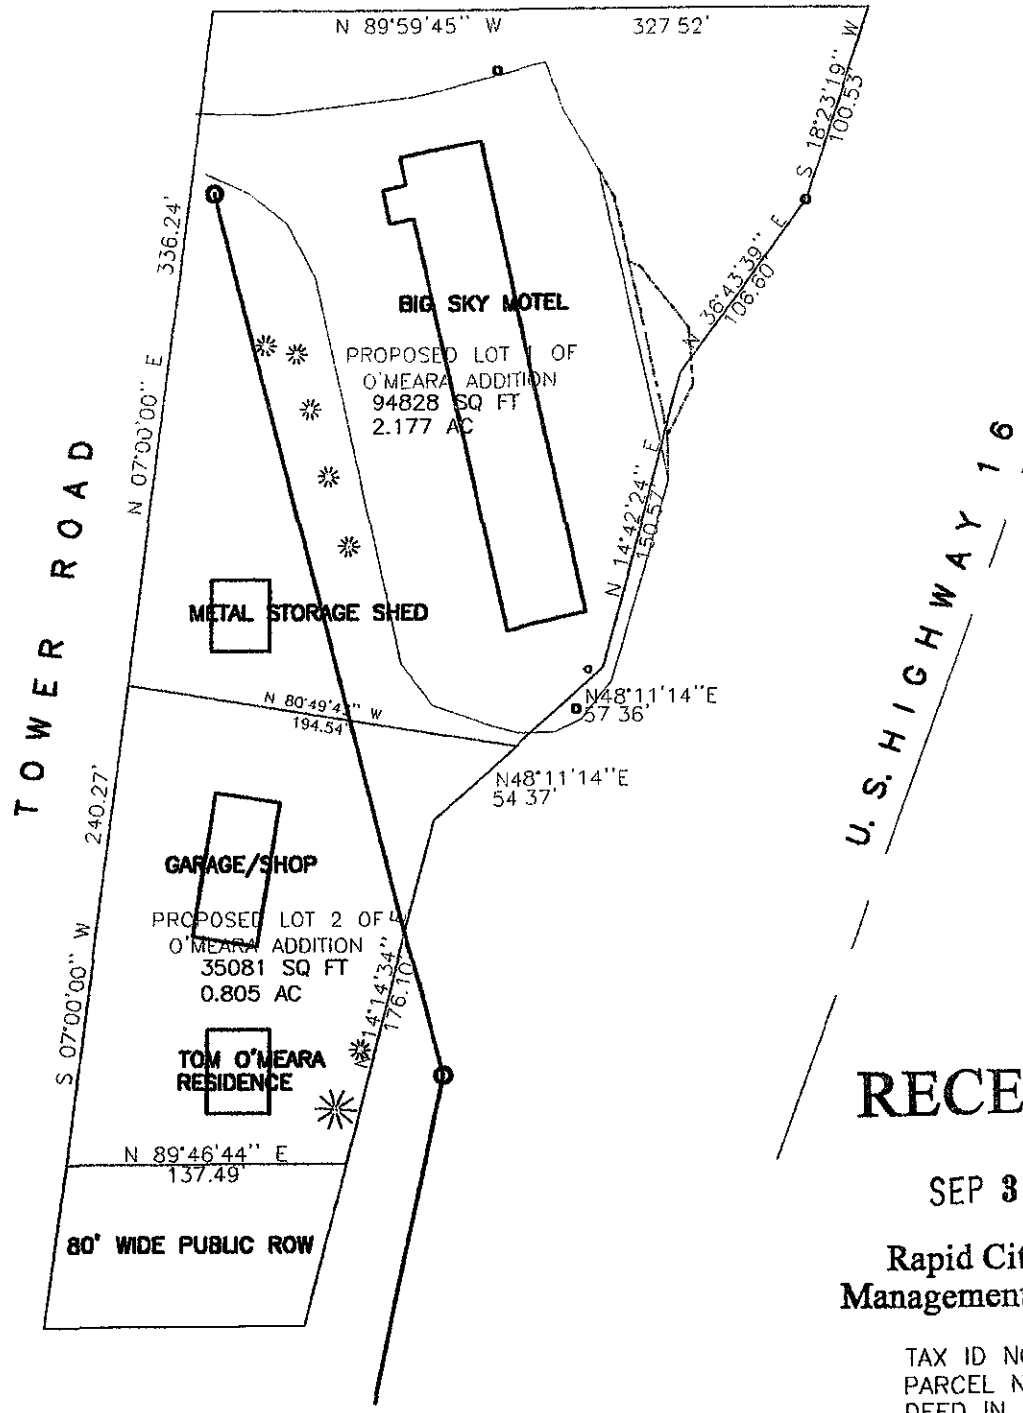 N 89°59'45" W 327 52'
S 18°23'19" W
100.53'
336.24'
N 36°43'39" E
106.60'
BIG SKY MOTEL
PROPOSED LOT 1 OF
O'MEARA ADDITION
94828 SQ FT
2.177 AC
N 07°00'00" E
TOWER ROAD
N 14°42'24" E
150.57'
U.S. HIGHWAY 16
METAL STORAGE SHED
N 80°49'43" W
194.54'
N48°11'14"E
57 36'
N48°11'14"E
54 37'
240.27'
GARAGE/SHOP
PROPOSED LOT 2 OF
O'MEARA ADDITION
35081 SQ FT
0.805 AC
N 14°14'34" E
176.10'
S 07°00'00" W
TOM O'MEARA
RESIDENCE
N 89°46'44" E
137.49'
80' WIDE PUBLIC ROW
RECE
SEP 3
Rapid Cit
Management
TAX ID NO
PARCEL N
DEED IN